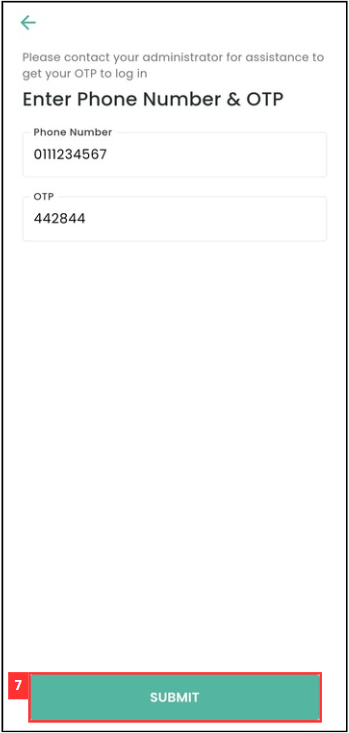 Please contact your administrator for assistance to
get your OTP to log in
Enter Phone Number & OTP
Phone Number
0111234567
OTP
442844
7
SUBMIT